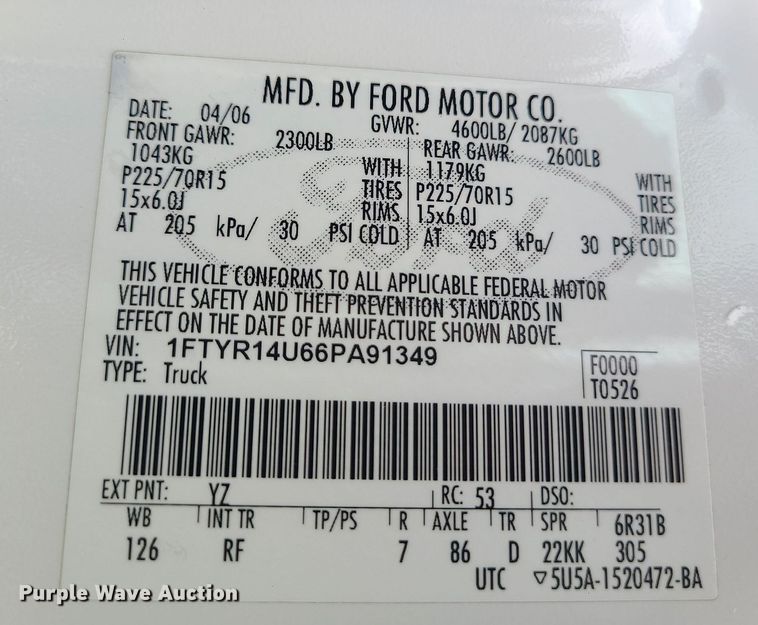 MFD. BY FORD MOTOR CO.
DATE: 04/06 GVWR: 4600LB/ 2087KG
FRONT GAWR: 2300LB REAR GAWR: 2600LB
1043KG WITH 1179KG WITH
P225/70R15 TIRES P225/70R15 TIRES
15x6.0J RIMS 15x6.0J RIMS
AT 205 kPa/ 30 PSI COLD AT 205 kPa/ 30 PSI COLD
Ford
THIS VEHICLE CONFORMS TO ALL APPLICABLE FEDERAL MOTOR
VEHICLE SAFETY AND THEFT PREVENTION STANDARDS IN
EFFECT ON THE DATE OF MANUFACTURE SHOWN ABOVE.
VIN: 1FTYR14U66PA91349
TYPE: Truck
F0000
T0526
EXT PNT: YZ RC: 53 DSO:
WB INT TR TP/PS R AXLE TR SPR 6R31B
126 RF 7 86 D 22KK 305
UTC ▽5U5A-1520472-BA
Purple Wave Auction